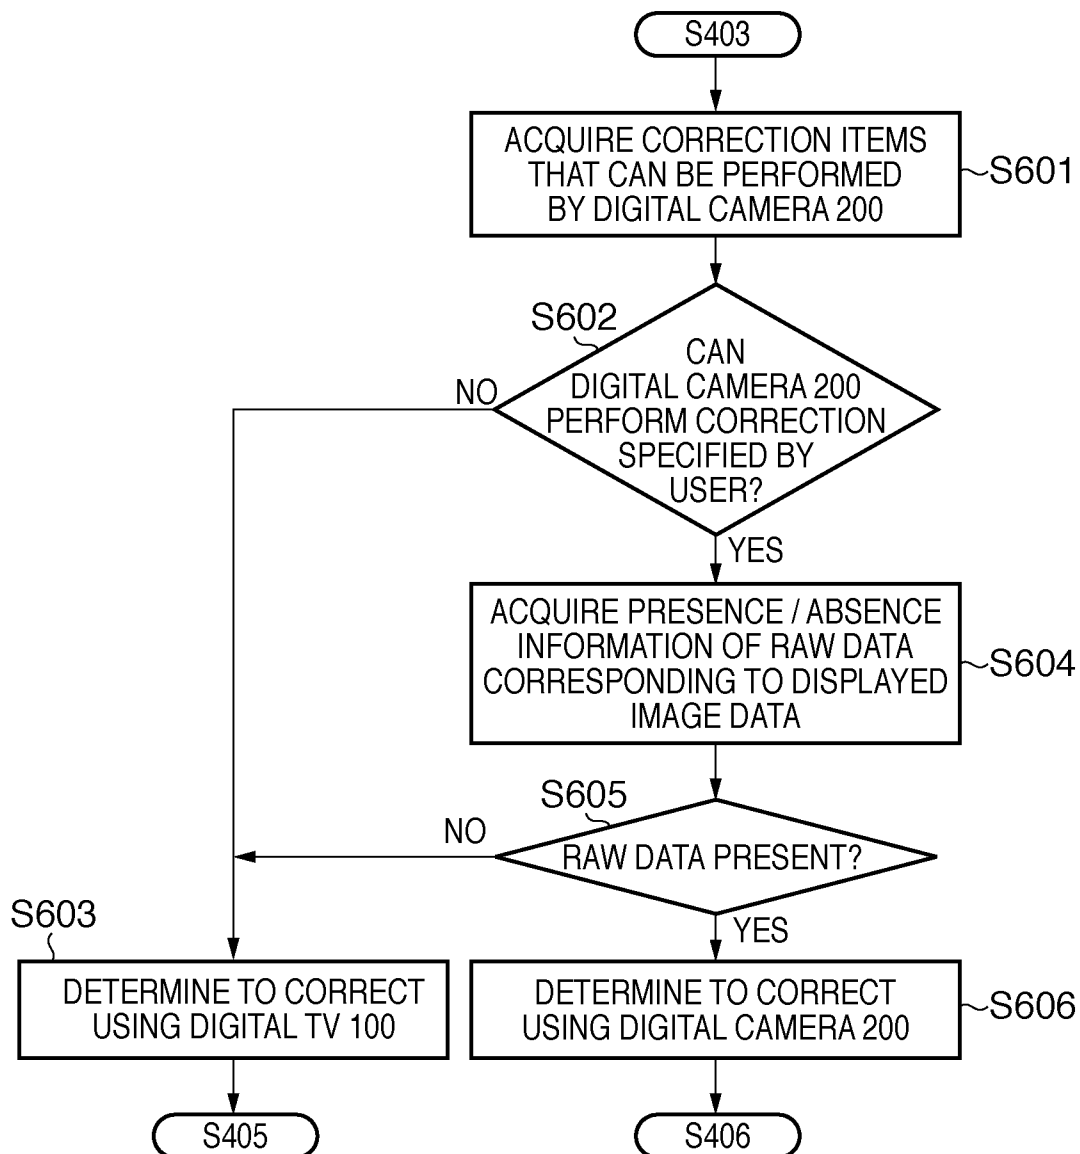 S403
ACQUIRE CORRECTION ITEMS
THAT CAN BE PERFORMED
BY DIGITAL CAMERA 200
S601
S602
CAN
DIGITAL CAMERA 200
PERFORM CORRECTION
SPECIFIED BY
USER?
NO
YES
ACQUIRE PRESENCE / ABSENCE
INFORMATION OF RAW DATA
CORRESPONDING TO DISPLAYED
IMAGE DATA
S604
S605
RAW DATA PRESENT?
NO
YES
S603
DETERMINE TO CORRECT
USING DIGITAL TV 100
DETERMINE TO CORRECT
USING DIGITAL CAMERA 200
S606
S405
S406